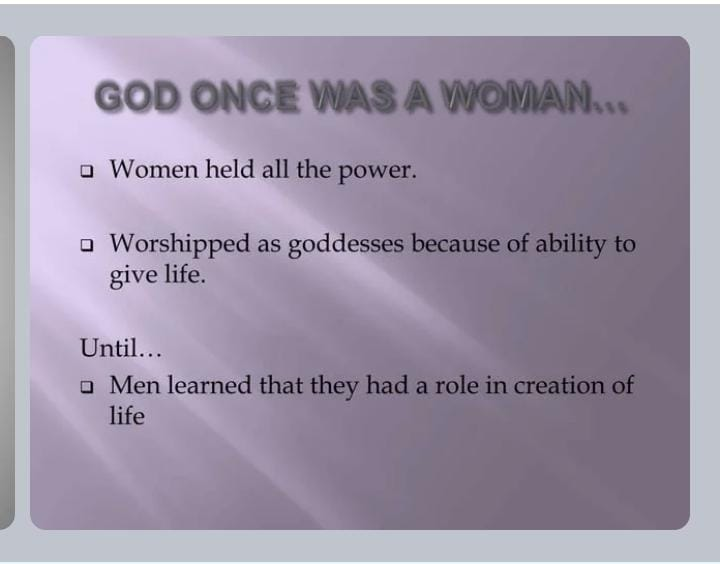 GOD ONCE WAS A WOMAN...
❑ Women held all the power.
❑ Worshipped as goddesses because of ability to
give life.
Until...
❑ Men learned that they had a role in creation of
life